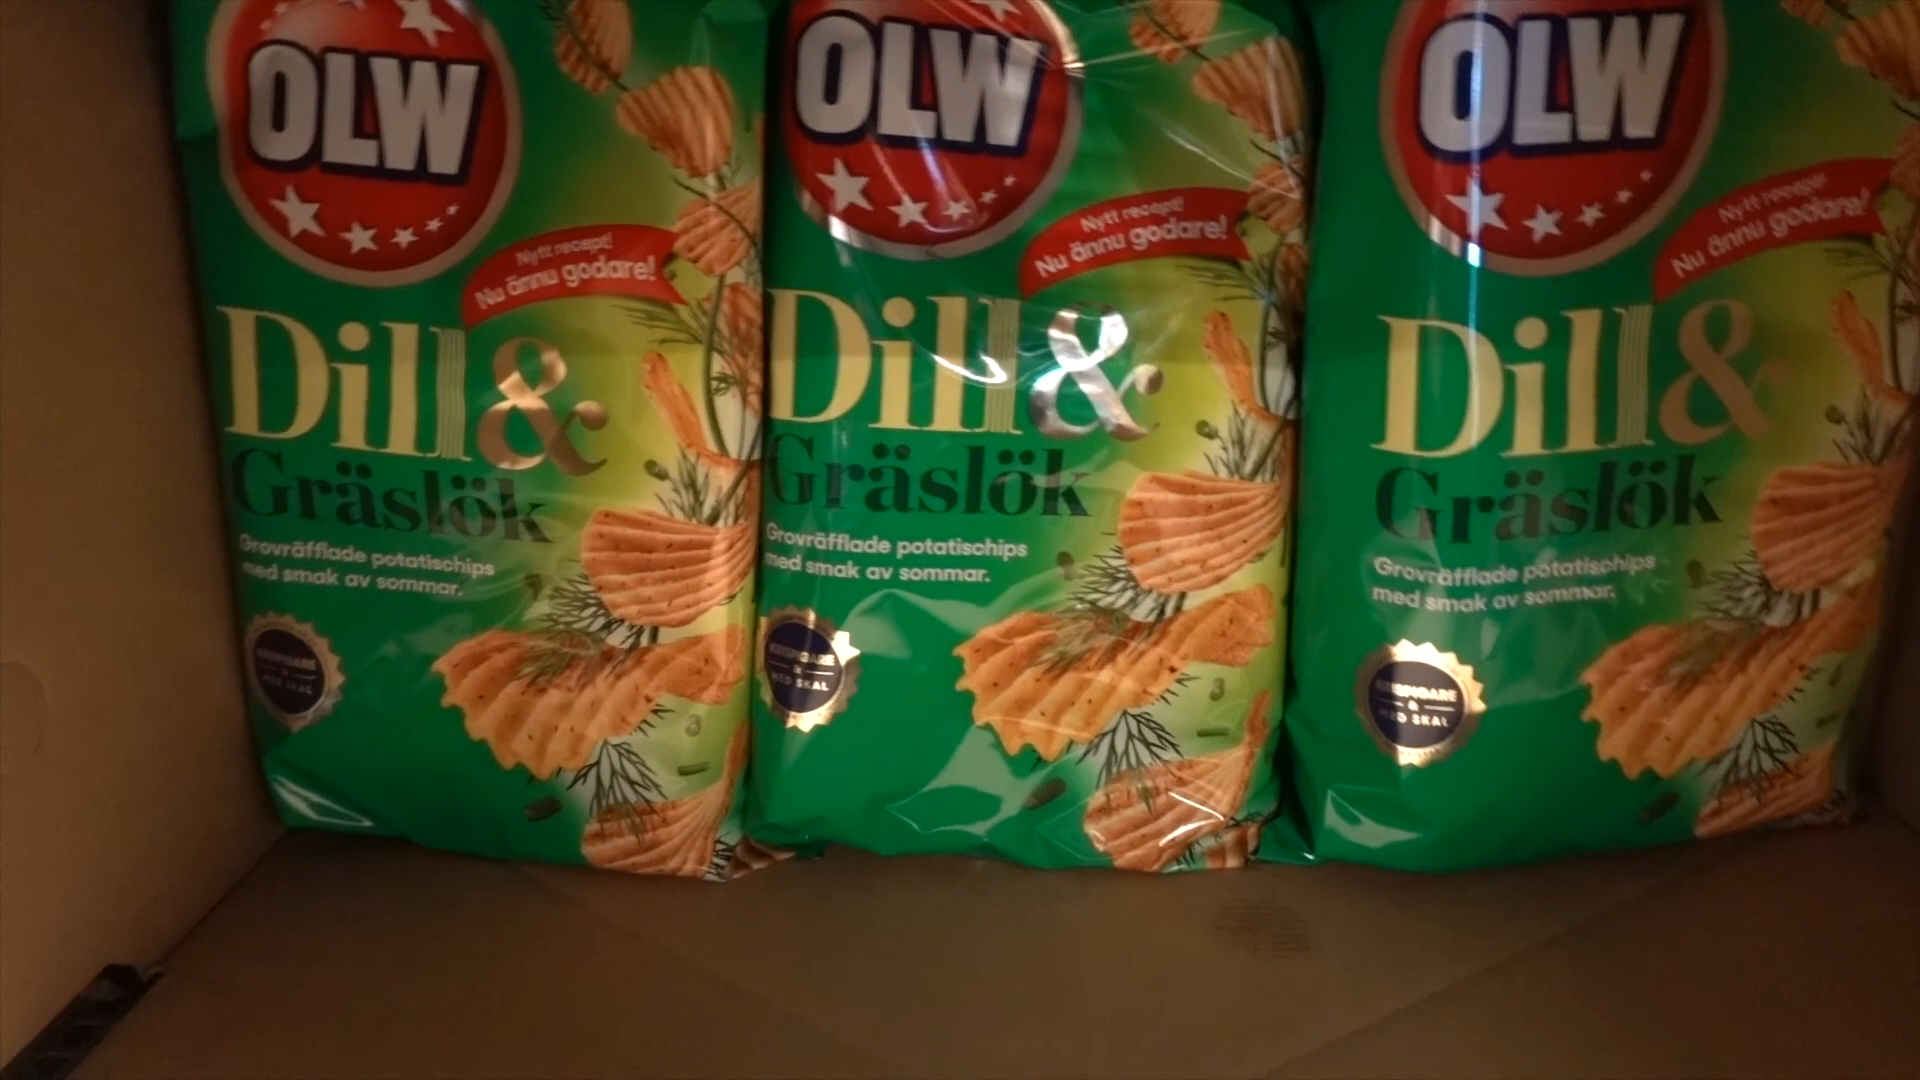 OLW
Nytt recept!
Nu ännu godare!
Dill &
Gräslök
Grovräfflade potatischips
med smak av sommar.
KRISPIGARE
&
MED SKAL
OLW
Nytt recept!
Nu ännu godare!
Dill &
Gräslök
Grovräfflade potatischips
med smak av sommar.
KRISPIGARE
&
MED SKAL
OLW
Nytt recept!
Nu ännu godare!
Dill &
Gräslök
Grovräfflade potatischips
med smak av sommar.
KRISPIGARE
&
MED SKAL